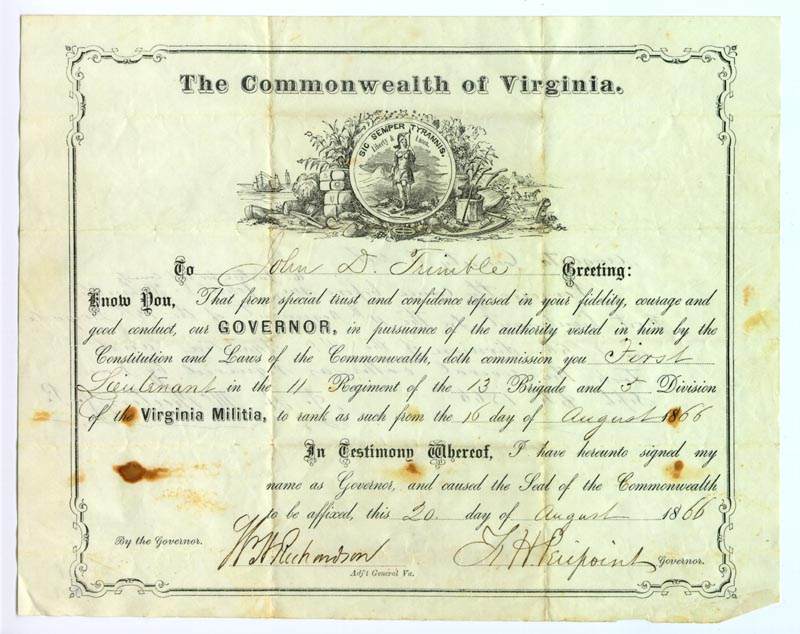 The Commonwealth of Virginia.
SIC SEMPER TYRANNIS.
Liberty & Union
To John D. Trimble Greeting:
Know You, That from special trust and confidence reposed in your fidelity, courage and
good conduct, our GOVERNOR, in pursuance of the authority vested in him by the
Constitution and Laws of the Commonwealth, doth commission you First
Lieutenant in the 11 Regiment of the 13 Brigade and 5 Division
of the Virginia Militia, to rank as such from the 16 day of August 1866
In Testimony Whereof, I have hereunto signed my
name as Governor, and caused the Seal of the Commonwealth
to be affixed, this 20 day of August 1866
By the Governor.
W H Richardson F H Peirpoint Governor.
Adj't General Va.